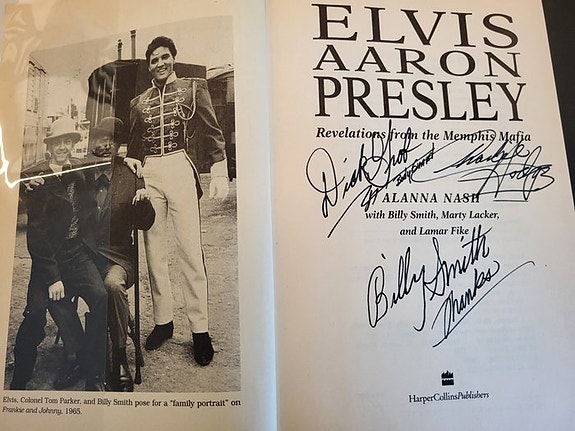 Elvis, Colonel Tom Parker, and Billy Smith pose for a "family portrait" on
Frankie and Johnny, 1965.
ELVIS
AARON
PRESLEY
Revelations from the Memphis Mafia
Dick Grob
ALANNA NASH
with Billy Smith, Marty Lacker,
and Lamar Fike
Billy Smith
Thanks
HarperCollinsPublishers